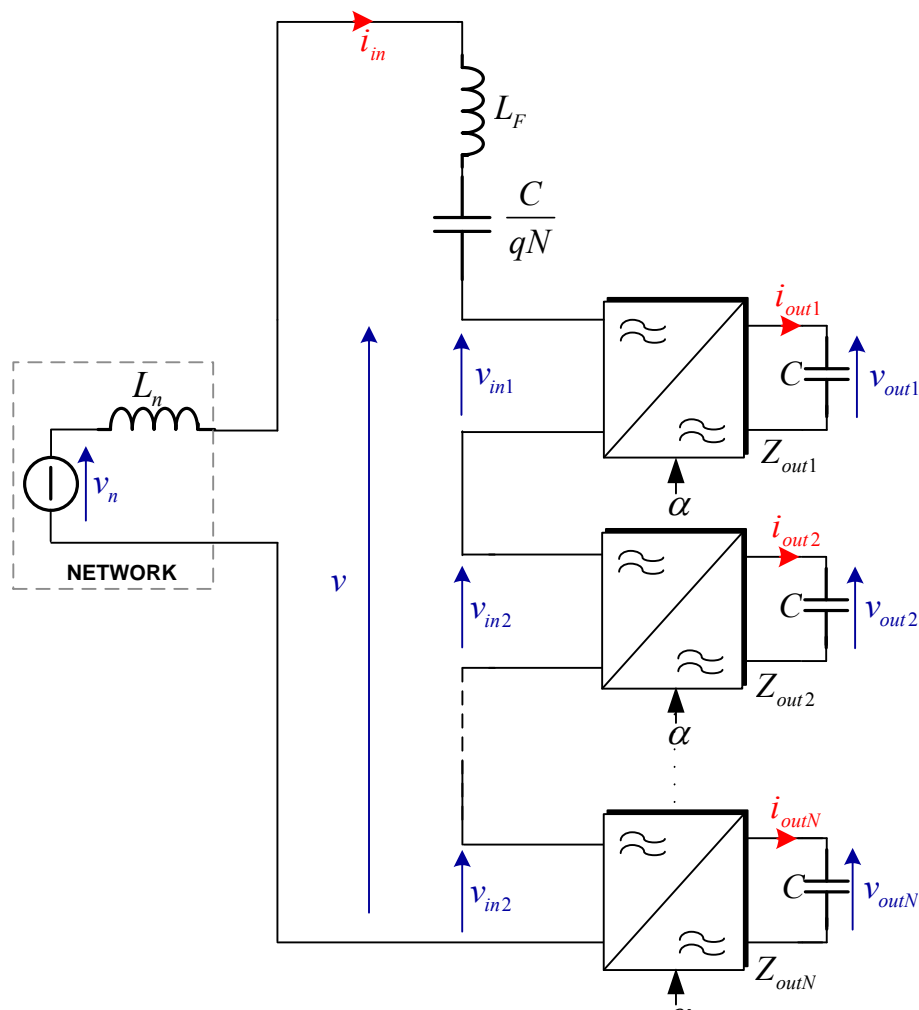 i_in
L_F
C
qN
i_out1
v_in1
C
v_out1
L_n
Z_out1
v_n
α
i_out2
NETWORK
v
v_in2
C
v_out2
Z_out2
α
i_outN
v_in2
C
v_outN
Z_outN